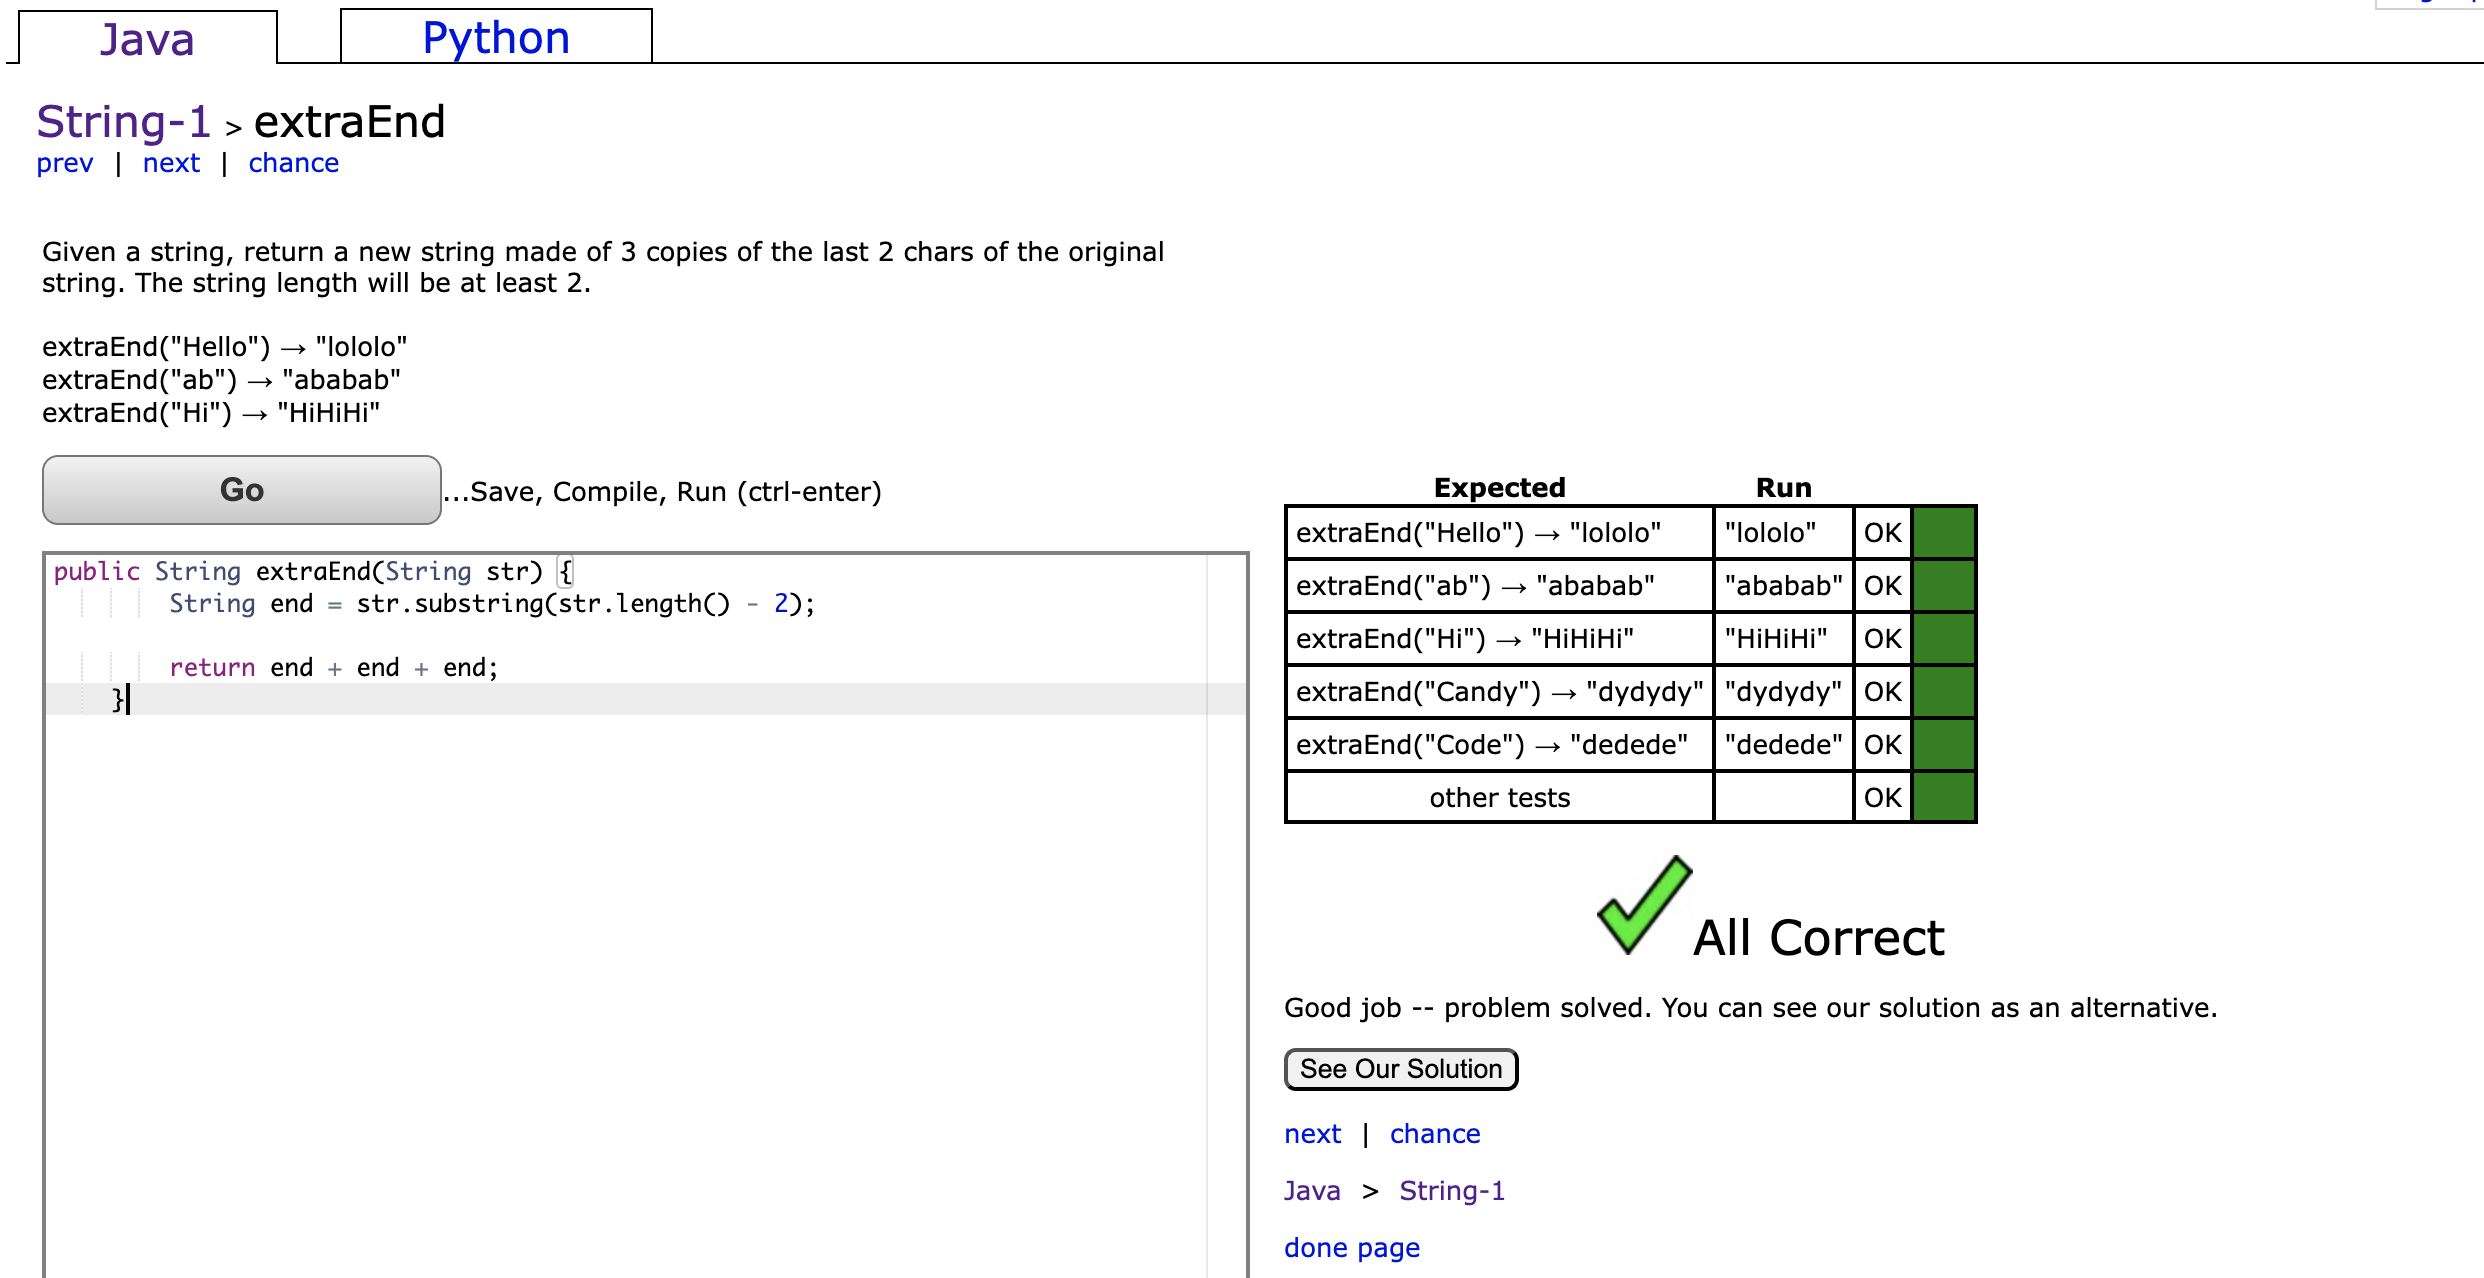 Java
Python
String-1 > extraEnd
prev | next | chance
Given a string, return a new string made of 3 copies of the last 2 chars of the original
string. The string length will be at least 2.
extraEnd("Hello") → "lololo"
extraEnd("ab") → "ababab"
extraEnd("Hi") → "HiHiHi"
Go
...Save, Compile, Run (ctrl-enter)
public String extraEnd(String str) {
        String end = str.substring(str.length() - 2);
        return end + end + end;
    }
Expected Run
extraEnd("Hello") → "lololo" "lololo" OK
extraEnd("ab") → "ababab" "ababab" OK
extraEnd("Hi") → "HiHiHi" "HiHiHi" OK
extraEnd("Candy") → "dydydy" "dydydy" OK
extraEnd("Code") → "dedede" "dedede" OK
other tests OK
All Correct
Good job -- problem solved. You can see our solution as an alternative.
See Our Solution
next | chance
Java > String-1
done page